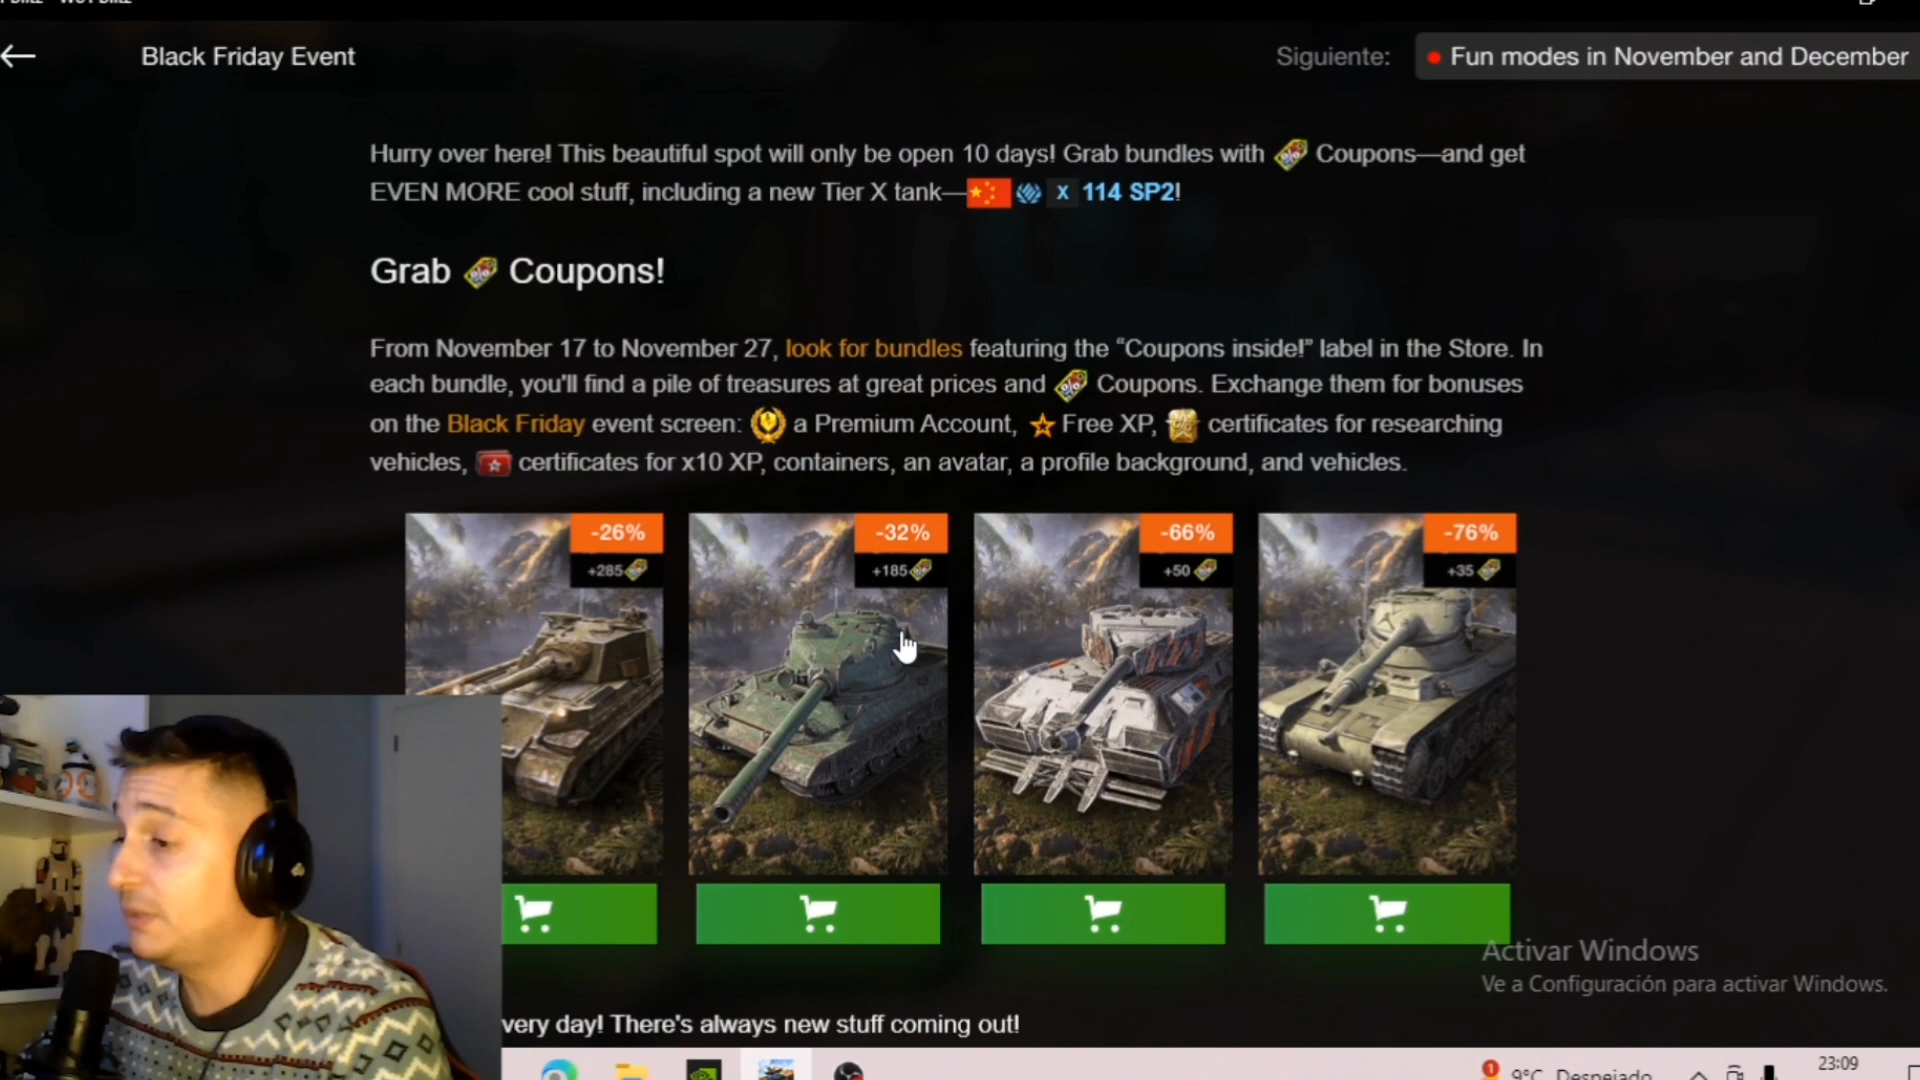 Black Friday Event
Siguiente:
Fun modes in November and December
Hurry over here! This beautiful spot will only be open 10 days! Grab bundles with Coupons—and get
EVEN MORE cool stuff, including a new Tier X tank— X 114 SP2!
Grab Coupons!
From November 17 to November 27, look for bundles featuring the “Coupons inside!” label in the Store. In
each bundle, you'll find a pile of treasures at great prices and Coupons. Exchange them for bonuses
on the Black Friday event screen: a Premium Account, Free XP, certificates for researching
vehicles, certificates for x10 XP, containers, an avatar, a profile background, and vehicles.
-26%
+285
-32%
+185
-66%
+50
-76%
+35
Activar Windows
Ve a Configuración para activar Windows.
very day! There's always new stuff coming out!
1
9°C Despejado
23:09